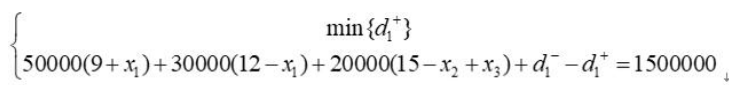 min{d₁⁺}
50000(9+x₁)+30000(12−x₁)+20000(15−x₂+x₃)+d₁⁻−d₁⁺=1500000 ↓